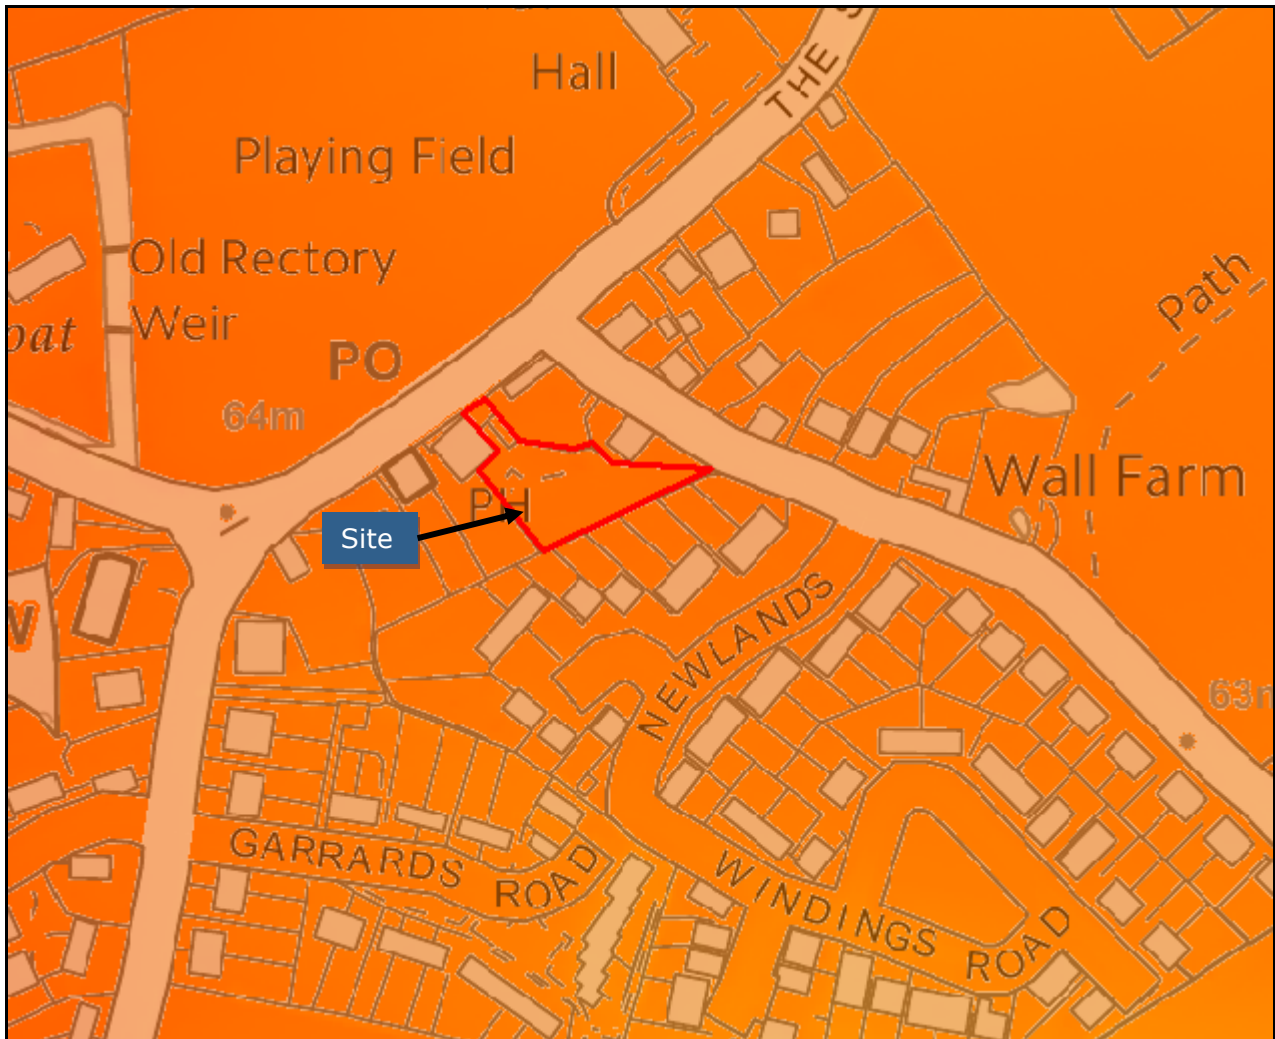 Hall
THE S
Playing Field
Old Rectory
Weir
oat
PO
64m
Path
Wall Farm
PH
Site
NEWLANDS
63m
GARRARDS ROAD
WINDINGS ROAD